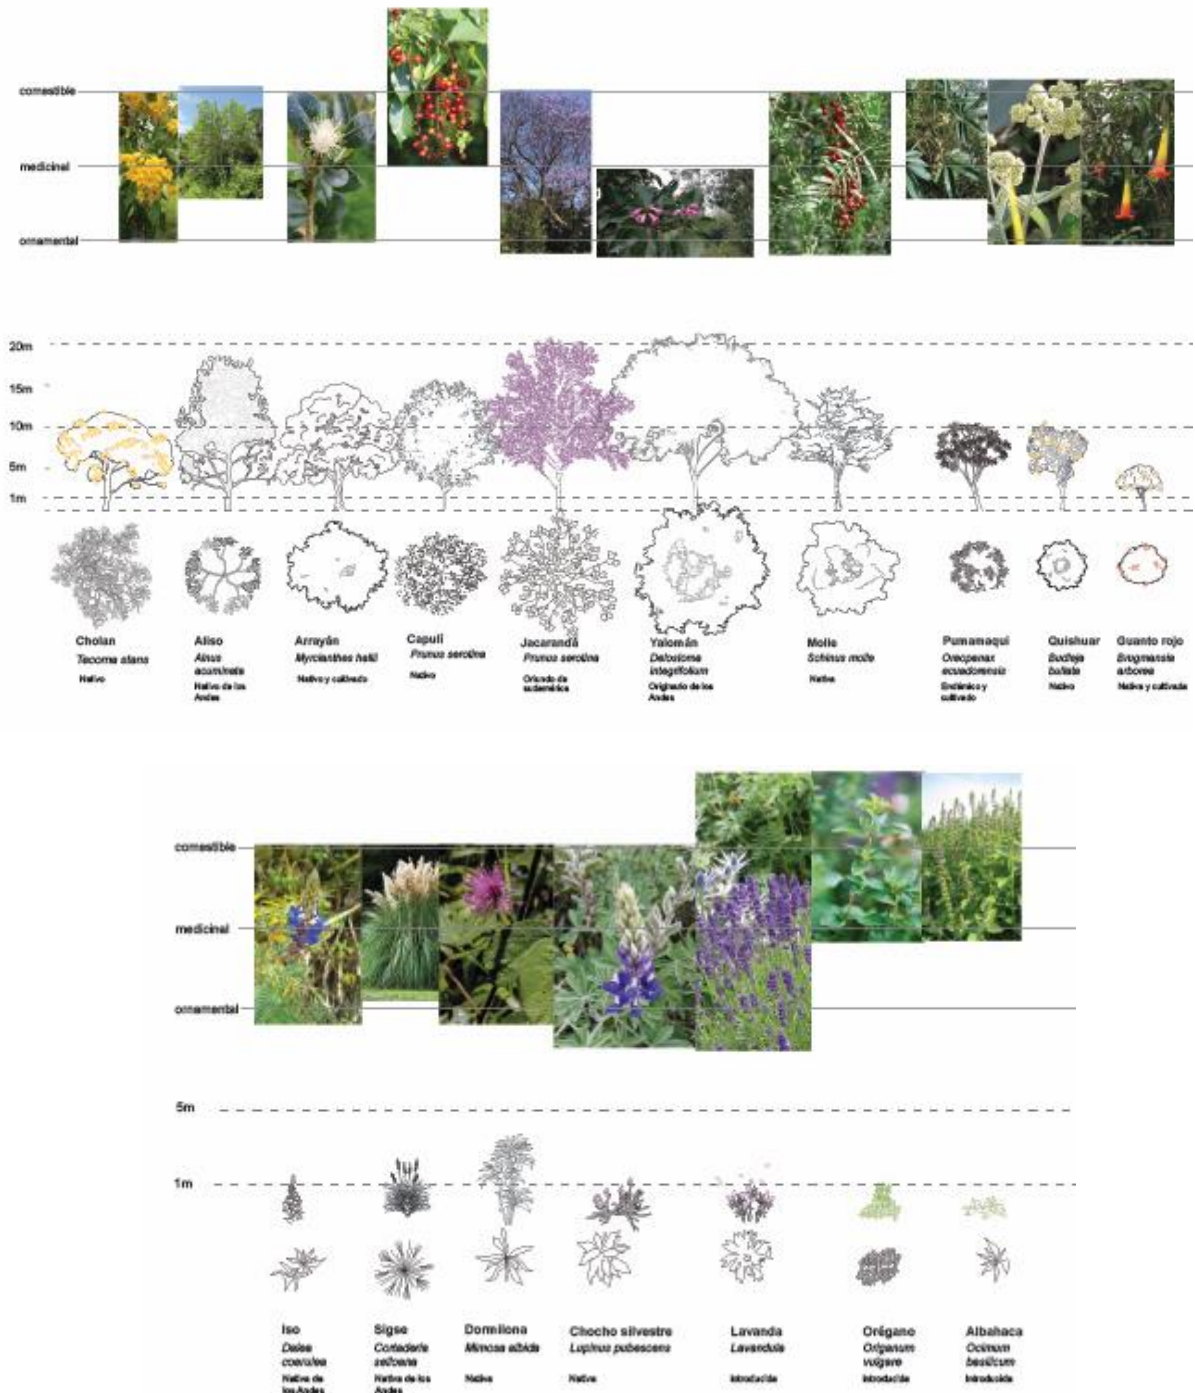 comestible
medicinal
ornamental
20m
15m
10m
5m
1m
Cholan
Tecoma stans
Nativo
Aliso
Alnus
acuminata
Nativo de los
Andes
Arrayán
Myrcianthes hallii
Nativo y cultivado
Capulí
Prunus serotina
Nativo
Jacarandá
Prunus serotina
Oriundo de
sudamérica
Yalomán
Delostoma
integrifolium
Originario de los
Andes
Molle
Schinus molle
Nativa
Pumamaqui
Oreopanax
ecuadorensis
Endémico y
cultivado
Quishuar
Budleja
bullata
Nativo
Guanto rojo
Brugmansia
arborea
Nativa y cultivada
comestible
medicinal
ornamental
5m
1m
Iso
Dalea
coerulea
Nativa de
los Andes
Sigse
Cortaderia
selloana
Nativa de los
Andes
Dormilona
Mimosa albida
Nativa
Chocho silvestre
Lupinus pubescens
Nativa
Lavanda
Lavandula
Introducida
Orégano
Origanum
vulgare
Introducida
Albahaca
Ocimum
basilicum
Introducida